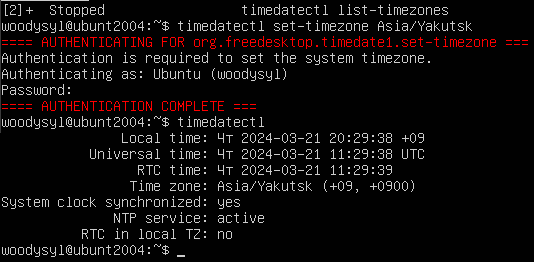 [2]+  Stopped                 timedatectl list-timezones
woodysyl@ubunt2004:~$ timedatectl set-timezone Asia/Yakutsk
==== AUTHENTICATING FOR org.freedesktop.timedate1.set-timezone ===
Authentication is required to set the system timezone.
Authenticating as: Ubuntu (woodysyl)
Password:
==== AUTHENTICATION COMPLETE ===
woodysyl@ubunt2004:~$ timedatectl
               Local time: Чт 2024-03-21 20:29:38 +09
           Universal time: Чт 2024-03-21 11:29:38 UTC
                 RTC time: Чт 2024-03-21 11:29:39
                Time zone: Asia/Yakutsk (+09, +0900)
System clock synchronized: yes
              NTP service: active
          RTC in local TZ: no
woodysyl@ubunt2004:~$ _